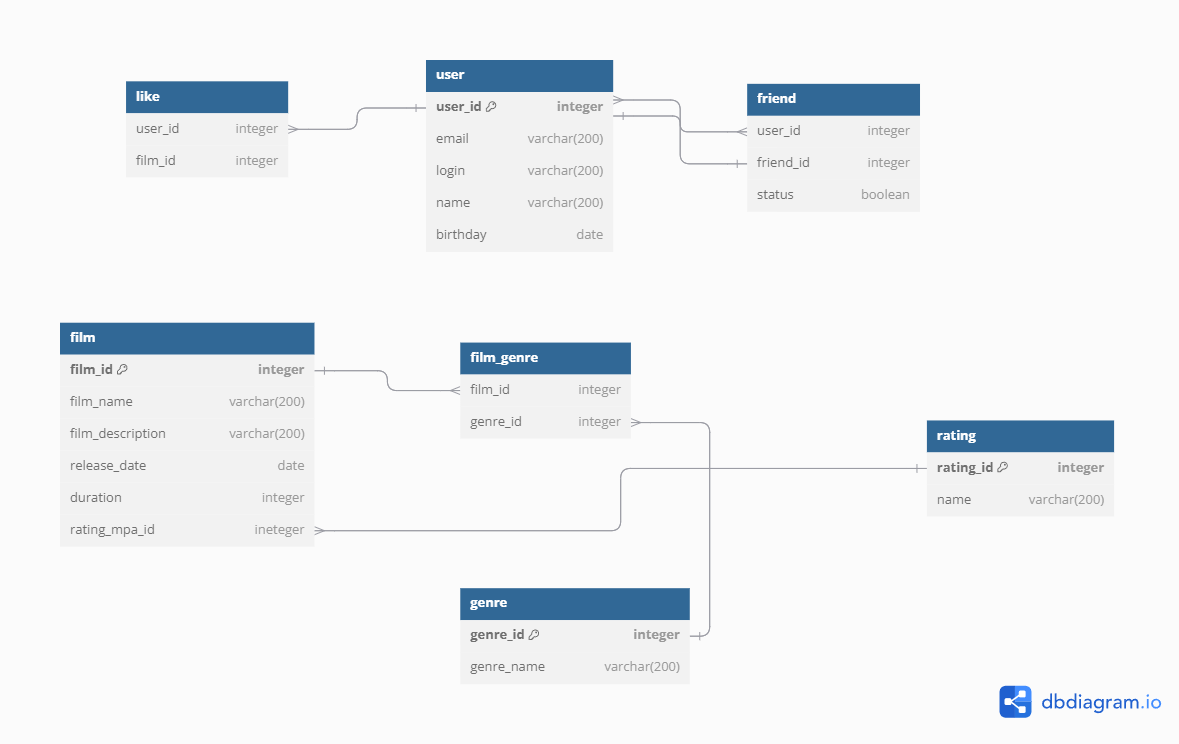 like
user_id integer
film_id integer
user
user_id integer
email varchar(200)
login varchar(200)
name varchar(200)
birthday date
friend
user_id integer
friend_id integer
status boolean
film
film_id integer
film_name varchar(200)
film_description varchar(200)
release_date date
duration integer
rating_mpa_id ineteger
film_genre
film_id integer
genre_id integer
rating
rating_id integer
name varchar(200)
genre
genre_id integer
genre_name varchar(200)
dbdiagram.io